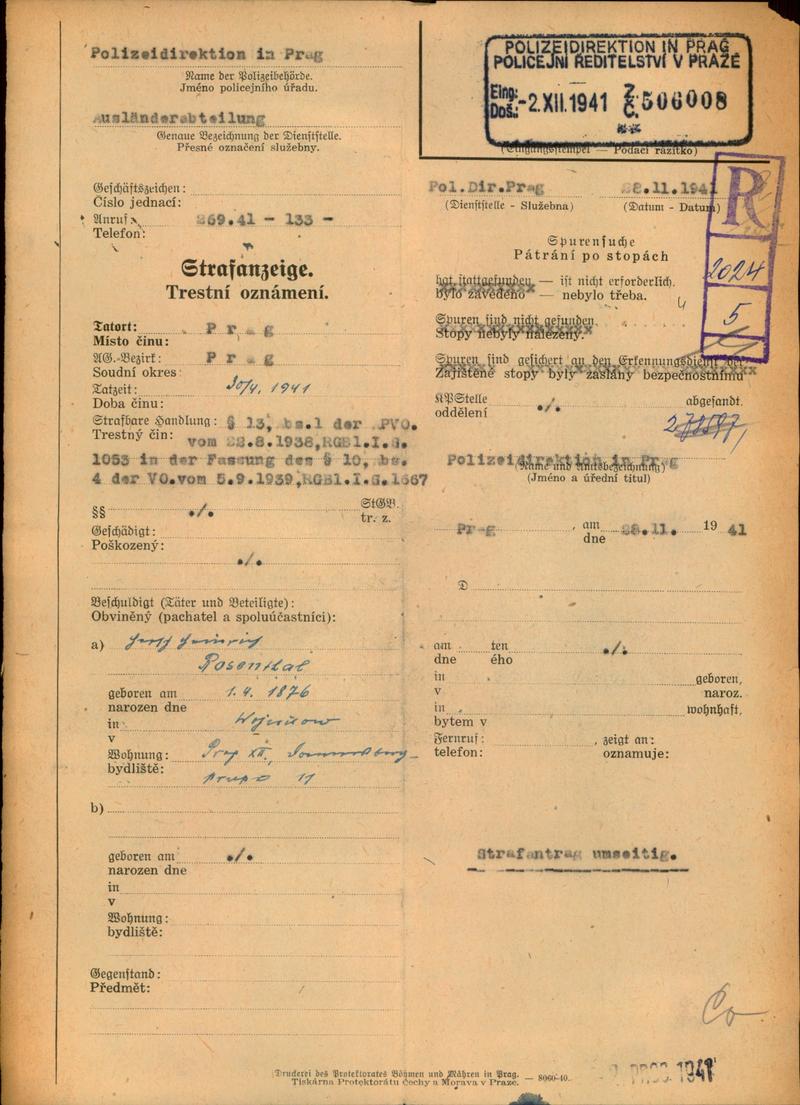 Polizeidirektion in Prag
Name der Polizeibehörde.
Jméno policejního úřadu.
Ausländerabteilung
Genaue Bezeichnung der Dienststelle.
Přesné označení služebny.
POLIZEIDIREKTION IN PRAG
POLICEJNÍ ŘEDITELSTVÍ V PRAZE
Eing.:
Doš.: -2.XII.1941 Z. Č. 506008
(Eingangsstempel — Podací razítko)
Geschäftszeichen:
Číslo jednací:
Anruf:
Telefon: 269.41 - 133 -
Strafanzeige.
Trestní oznámení.
Tatort: Prag
Místo činu:
AG.-Bezirk: Prag
Soudní okres:
Tatzeit: 30/4. 1941
Doba činu:
Strafbare Handlung: § 13, Abs.1 der APVO.
Trestný čin: vom 22.8.1938,RGBl.I.S.
1053 in der Fassung des § 10, Abs.
4 der VO.vom 5.9.1939,RGBl.I.S.1667
§§ ./. StGB.
§§ tr. z.
Geschädigt:
Poškozený:
./.
Beschuldigt (Täter und Beteiligte):
Obviněný (pachatel a spoluúčastníci):
a)
Rosenthal
geboren am 1. 4. 1876
narozen dne
in
v
Wohnung: Prag XII,
bydliště:
11
b)
geboren am ./.
narozen dne
in
v
Wohnung:
bydliště:
Gegenstand:
Předmět:
Pol.Dir.Prag 28.11.1941
(Dienststelle - Služebna) (Datum - Datum)
R
2024
5
Spurensuche
Pátrání po stopách
hat stattgefunden — ist nicht erforderlich.
bylo zavedeno — nebylo třeba.
Spuren sind nicht gefunden.
Stopy nebyly nalezeny.
Spuren sind gesichert an den Erkennungsdienst der
Zajištěné stopy byly zaslány bezpečnostnímu
KPStelle ./. abgesandt.
oddělení
Polizeidirektion in Prag
(Name und Amtsbezeichnung)
(Jméno a úřední titul)
Prag, am 28.11. 19 41
dne
D
am ten ./.
dne ého
in geboren,
v naroz.
in wohnhaft,
bytem v
Fernruf: , zeigt an:
telefon: oznamuje:
Strafantrag umseitig.
Druckerei des Protektorates Böhmen und Mähren in Prag. — 8060-40.
Tiskárna Protektorátu Čechy a Morava v Praze.
1941